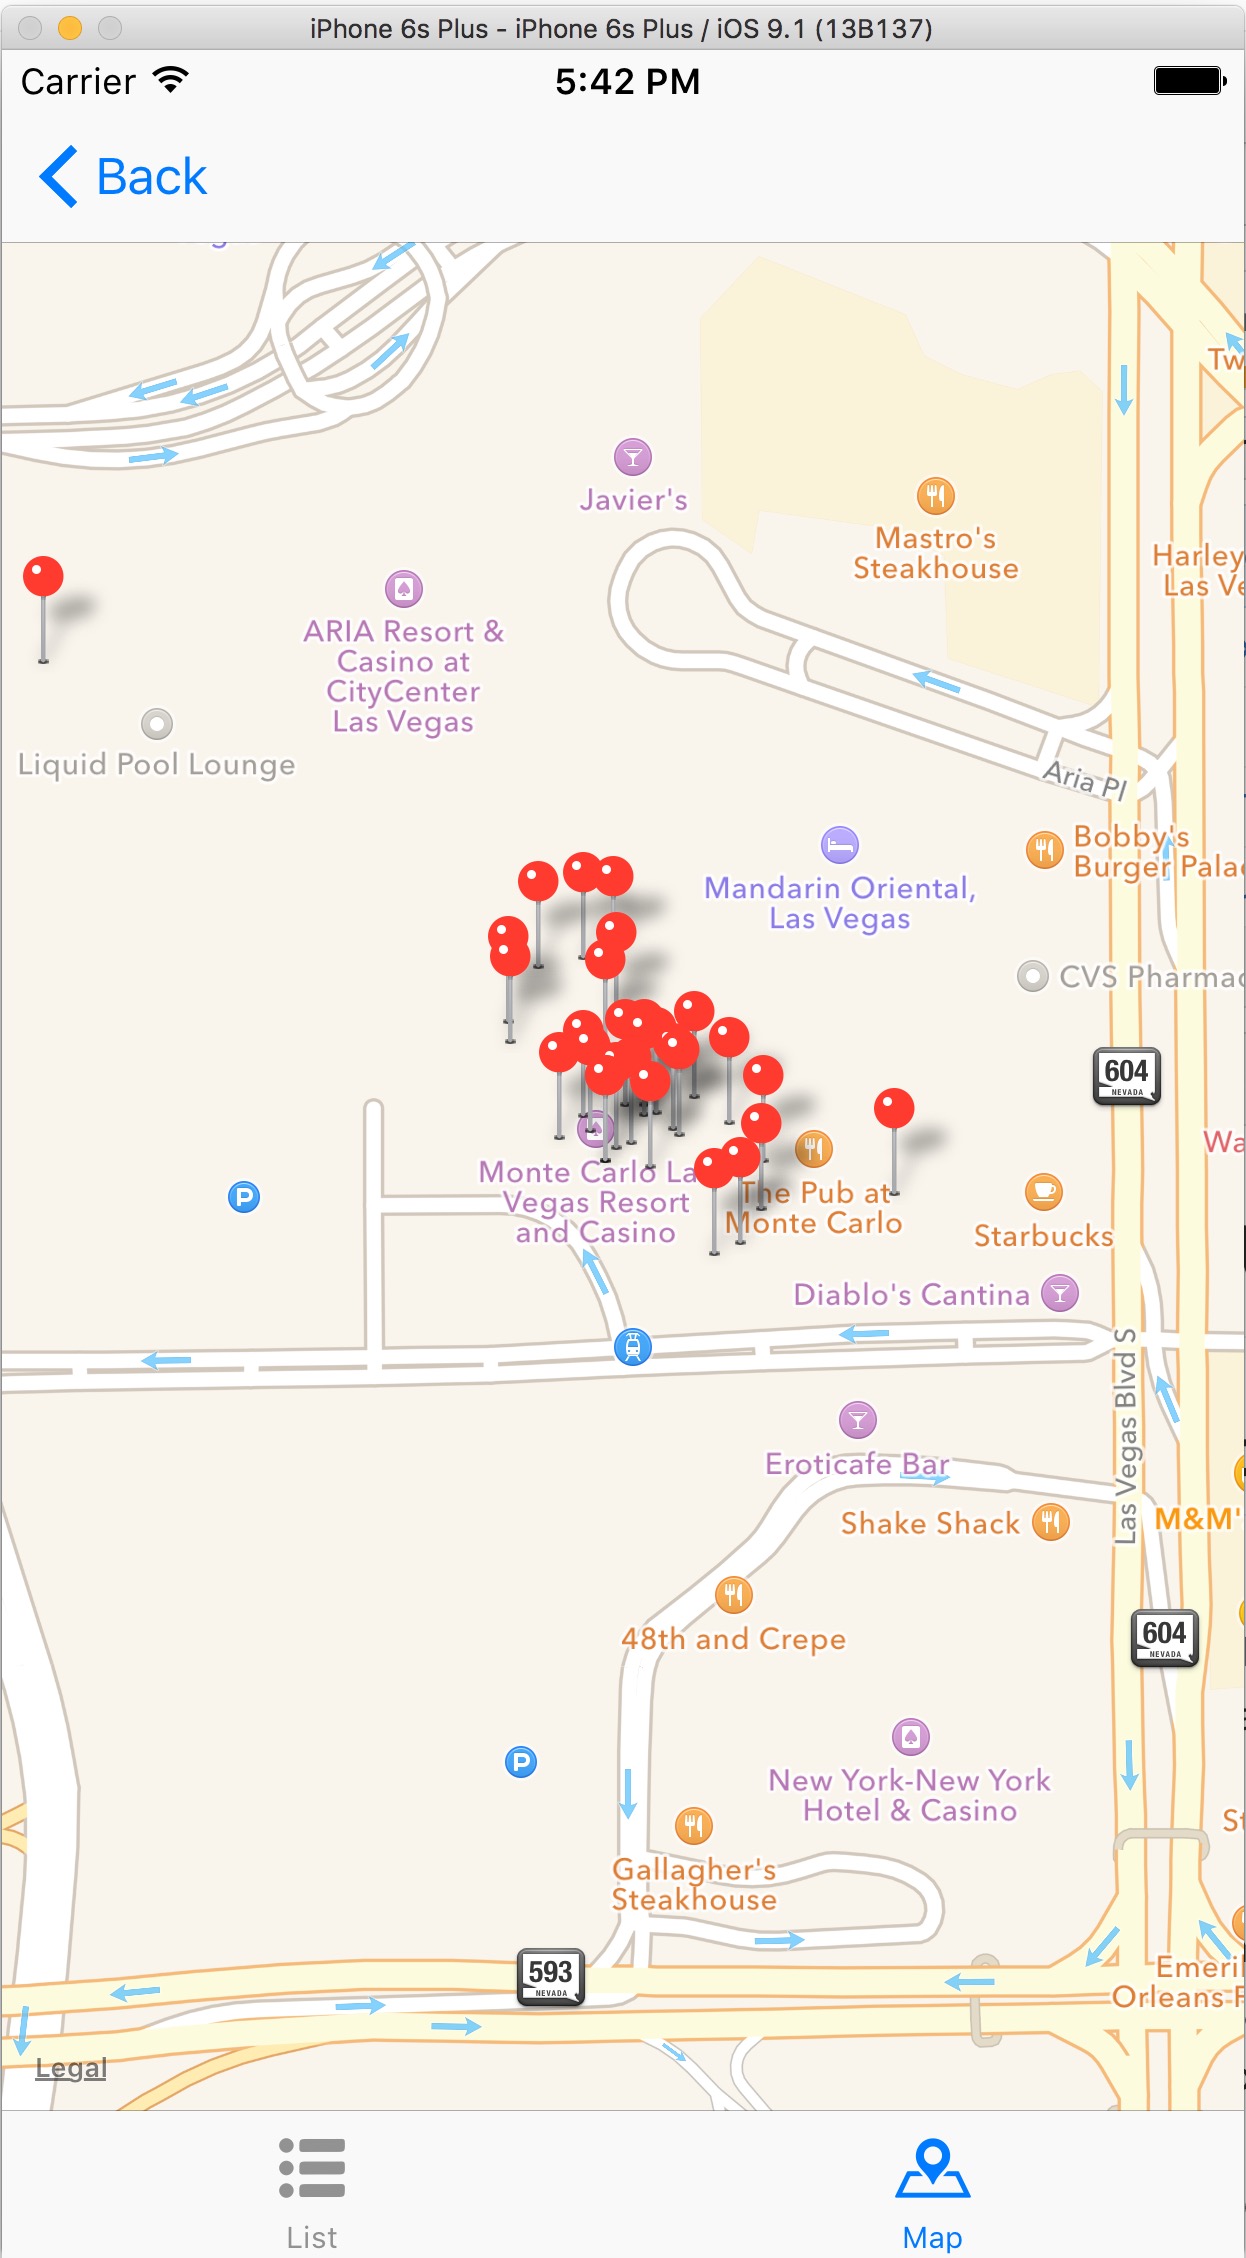 iPhone 6s Plus - iPhone 6s Plus / iOS 9.1 (13B137)
Carrier
5:42 PM
Back
Javier's
Mastro's
Steakhouse
Harley
Las Ve
ARIA Resort &
Casino at
CityCenter
Las Vegas
Liquid Pool Lounge
Aria Pl
Bobby's
Burger Palac
Mandarin Oriental,
Las Vegas
CVS Pharmac
604
NEVADA
Monte Carlo La
Vegas Resort
and Casino
P
The Pub at
Monte Carlo
Starbucks
Diablo's Cantina
Las Vegas Blvd S
Eroticafe Bar
Shake Shack
M&M'
48th and Crepe
604
NEVADA
New York-New York
Hotel & Casino
P
Gallagher's
Steakhouse
593
NEVADA
Emeril
Orleans F
Legal
List
Map